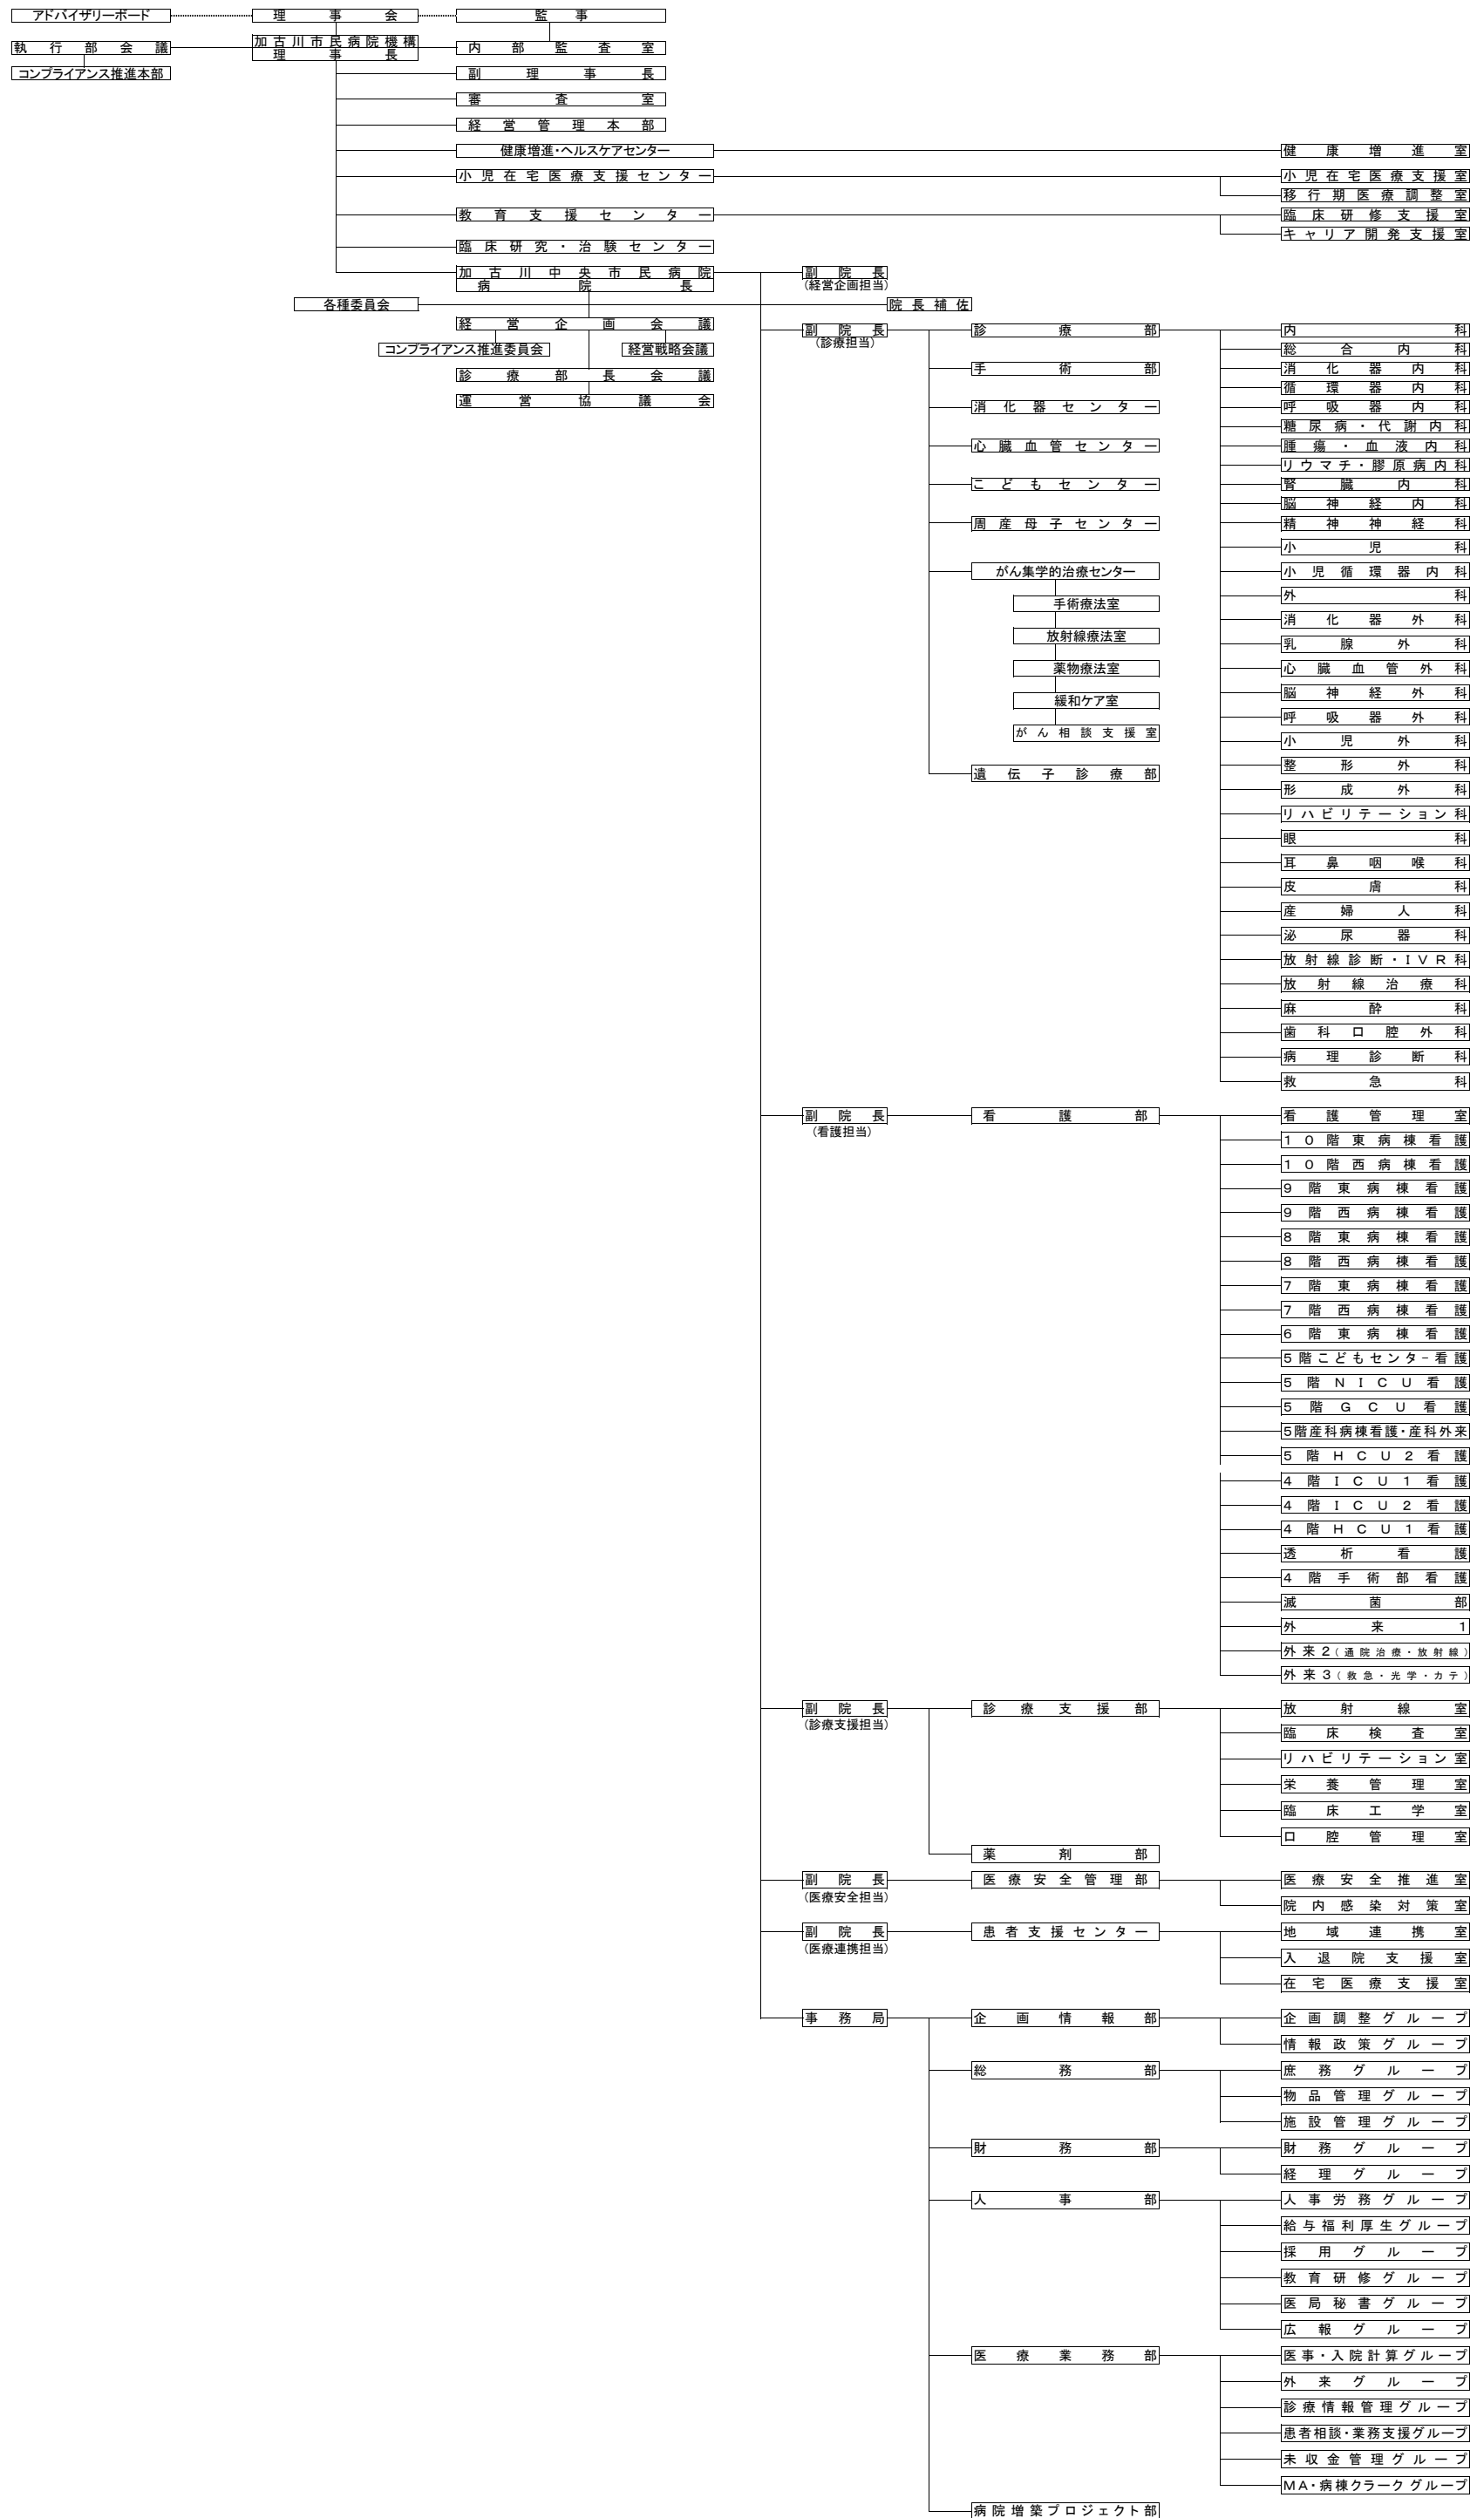 アドバイザリーボード
理事会
監事
執行部会議
加古川市民病院機構
理事長
内部監査室
コンプライアンス推進本部
副理事長
審査室
経営管理本部
健康増進・ヘルスケアセンター
健康増進室
小児在宅医療支援センター
小児在宅医療支援室
移行期医療調整室
教育支援センター
臨床研修支援室
キャリア開発支援室
臨床研究・治験センター
加古川中央市民病院
病院長
副院長
(経営企画担当)
各種委員会
院長補佐
経営企画会議
コンプライアンス推進委員会
経営戦略会議
診療部長会議
運営協議会
副院長
(診療担当)
診療部
手術部
消化器センター
心臓血管センター
こどもセンター
周産母子センター
がん集学的治療センター
手術療法室
放射線療法室
薬物療法室
緩和ケア室
がん相談支援室
遺伝子診療部
内科
総合内科
消化器内科
循環器内科
呼吸器内科
糖尿病・代謝内科
腫瘍・血液内科
リウマチ・膠原病内科
腎臓内科
脳神経内科
精神神経科
小児科
小児循環器内科
外科
消化器外科
乳腺外科
心臓血管外科
脳神経外科
呼吸器外科
小児外科
整形外科
形成外科
リハビリテーション科
眼科
耳鼻咽喉科
皮膚科
産婦人科
泌尿器科
放射線診断・IVR科
放射線治療科
麻酔科
歯科口腔外科
病理診断科
救急科
副院長
(看護担当)
看護部
看護管理室
10階東病棟看護
10階西病棟看護
9階東病棟看護
9階西病棟看護
8階東病棟看護
8階西病棟看護
7階東病棟看護
7階西病棟看護
6階東病棟看護
5階こどもセンター看護
5階NICU看護
5階GCU看護
5階産科病棟看護・産科外来
5階HCU2看護
4階ICU1看護
4階ICU2看護
4階HCU1看護
透析看護
4階手術部看護
滅菌部
外来1
外来2(通院治療・放射線)
外来3(救急・光学・カテ)
副院長
(診療支援担当)
診療支援部
放射線室
臨床検査室
リハビリテーション室
栄養管理室
臨床工学室
口腔管理室
薬剤部
副院長
(医療安全担当)
医療安全管理部
医療安全推進室
院内感染対策室
副院長
(医療連携担当)
患者支援センター
地域連携室
入退院支援室
在宅医療支援室
事務局
企画情報部
企画調整グループ
情報政策グループ
総務部
庶務グループ
物品管理グループ
施設管理グループ
財務部
財務グループ
経理グループ
人事部
人事労務グループ
給与福利厚生グループ
採用グループ
教育研修グループ
医局秘書グループ
広報グループ
医療業務部
医事・入院計算グループ
外来グループ
診療情報管理グループ
患者相談・業務支援グループ
未収金管理グループ
MA・病棟クラークグループ
病院増築プロジェクト部